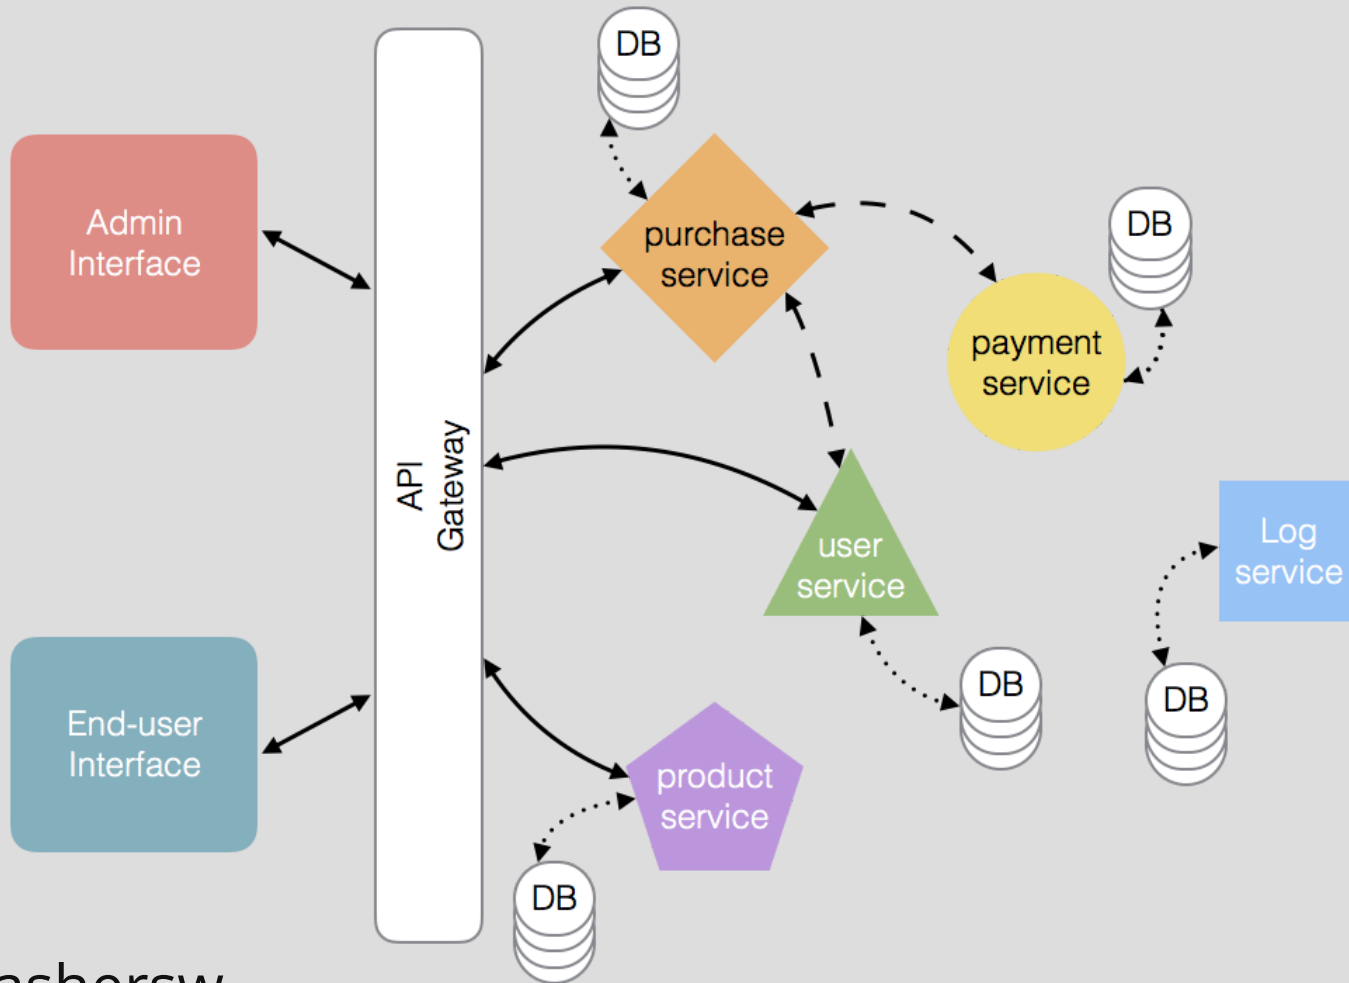 DB
Admin
Interface
purchase
service
DB
payment
service
API
Gateway
Log
service
user
service
DB
DB
End-user
Interface
product
service
DB
ashersw